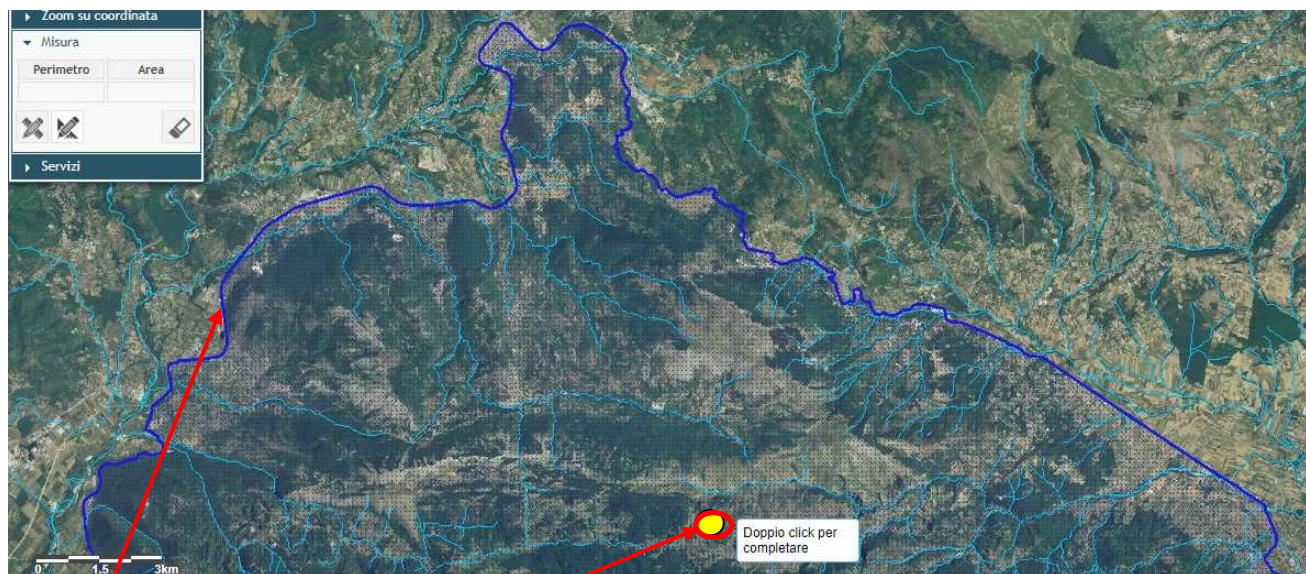 Zoom su coordinata
Misura
Perimetro Area
Servizi
Doppio click per
completare
0 1.5 3km